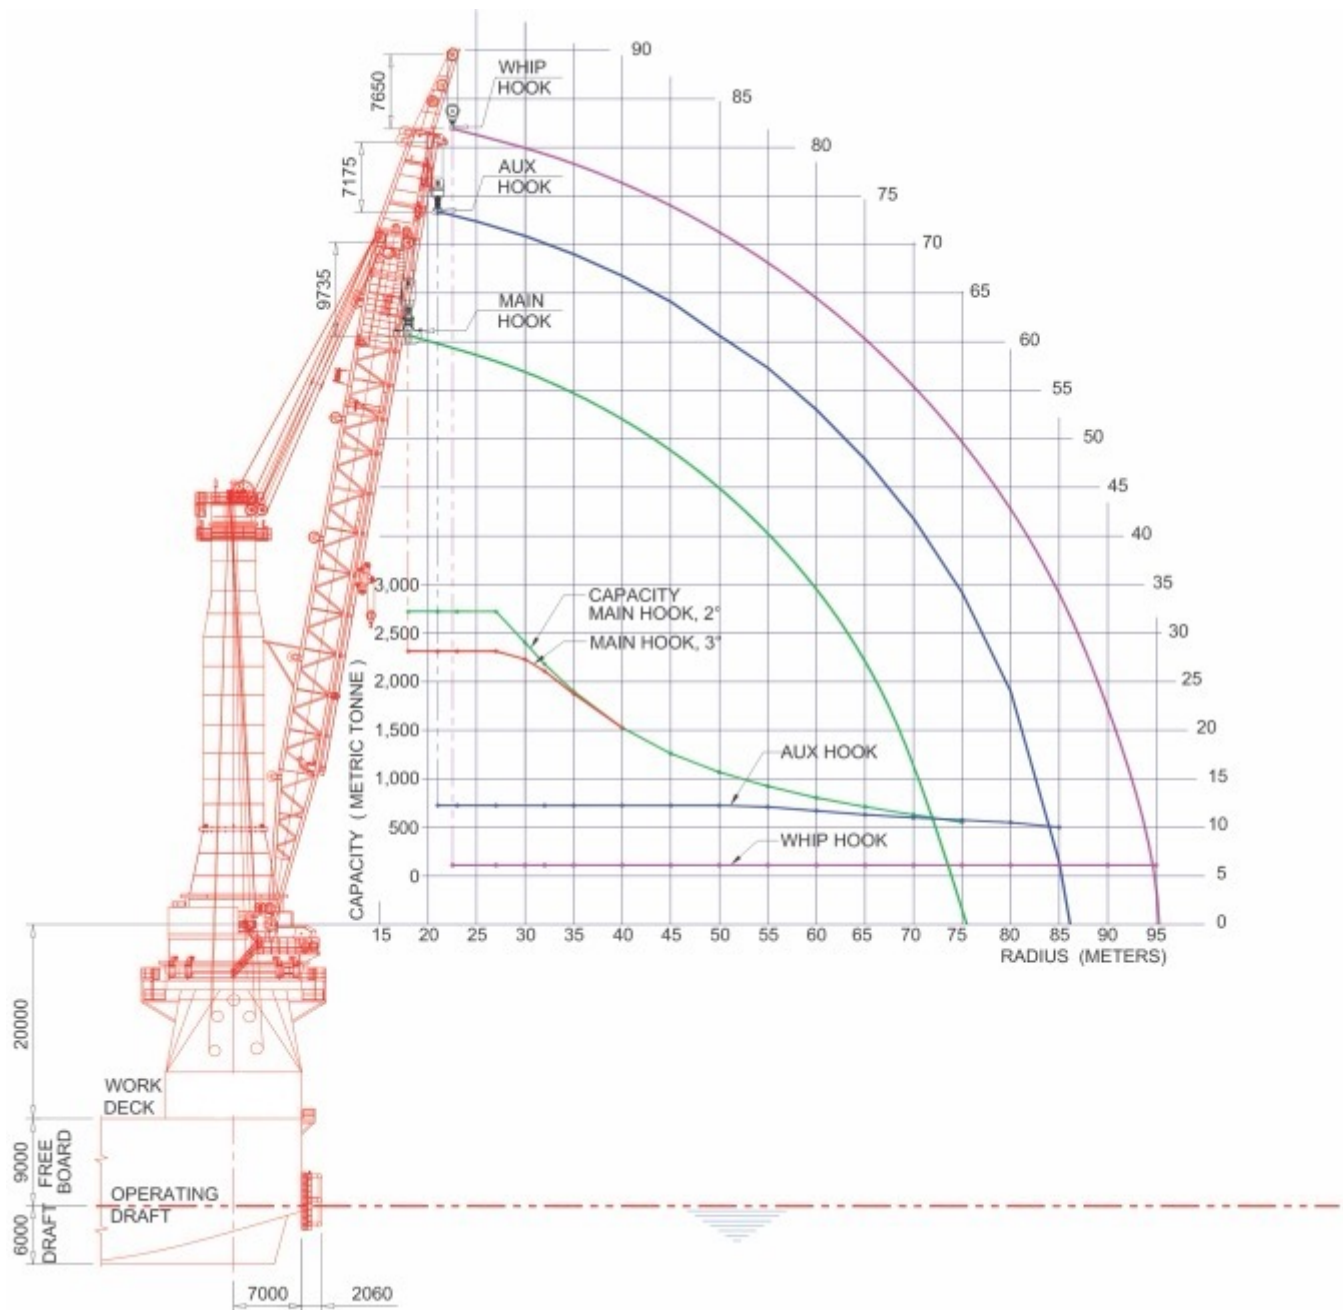 90
WHIP
HOOK
7650
85
80
AUX
HOOK
7175
75
70
9735
65
MAIN
HOOK
60
55
50
45
40
3,000
CAPACITY
MAIN HOOK, 2°
35
2,500
MAIN HOOK, 3°
30
2,000
25
1,500
20
AUX HOOK
1,000
15
500
10
WHIP HOOK
0
5
CAPACITY ( METRIC TONNE )
0
15 20 25 30 35 40 45 50 55 60 65 70 75 80 85 90 95
RADIUS (METERS)
20000
WORK
DECK
9000
FREE
BOARD
OPERATING
DRAFT
6000
DRAFT
7000
2060